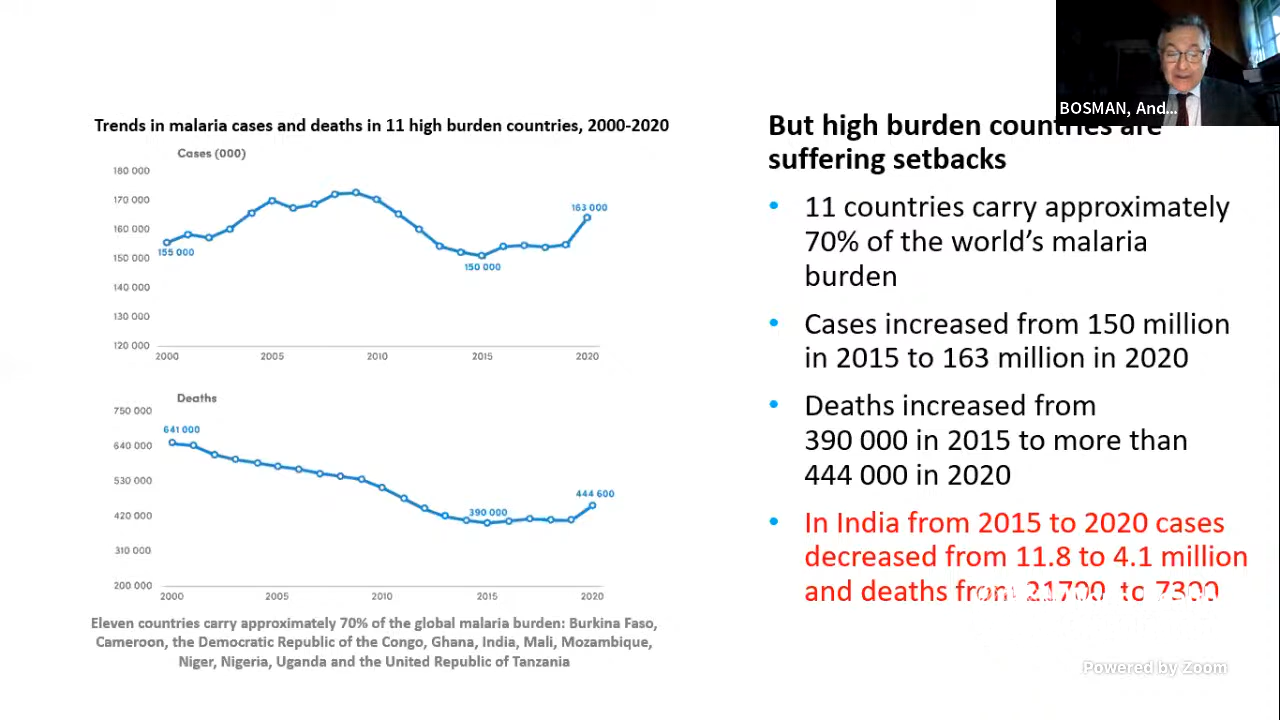 BOSMAN, And...
Trends in malaria cases and deaths in 11 high burden countries, 2000-2020
Cases (000)
180 000
170 000
160 000
150 000
140 000
130 000
120 000
155 000
150 000
163 000
2000
2005
2010
2015
2020
Deaths
750 000
640 000
530 000
420 000
310 000
200 000
641 000
390 000
444 600
2000
2005
2010
2015
2020
Eleven countries carry approximately 70% of the global malaria burden: Burkina Faso,
Cameroon, the Democratic Republic of the Congo, Ghana, India, Mali, Mozambique,
Niger, Nigeria, Uganda and the United Republic of Tanzania
But high burden countries are
suffering setbacks
• 11 countries carry approximately
70% of the world's malaria
burden
• Cases increased from 150 million
in 2015 to 163 million in 2020
• Deaths increased from
390 000 in 2015 to more than
444 000 in 2020
• In India from 2015 to 2020 cases
decreased from 11.8 to 4.1 million
and deaths from 21700 to 7300
Powered by Zoom